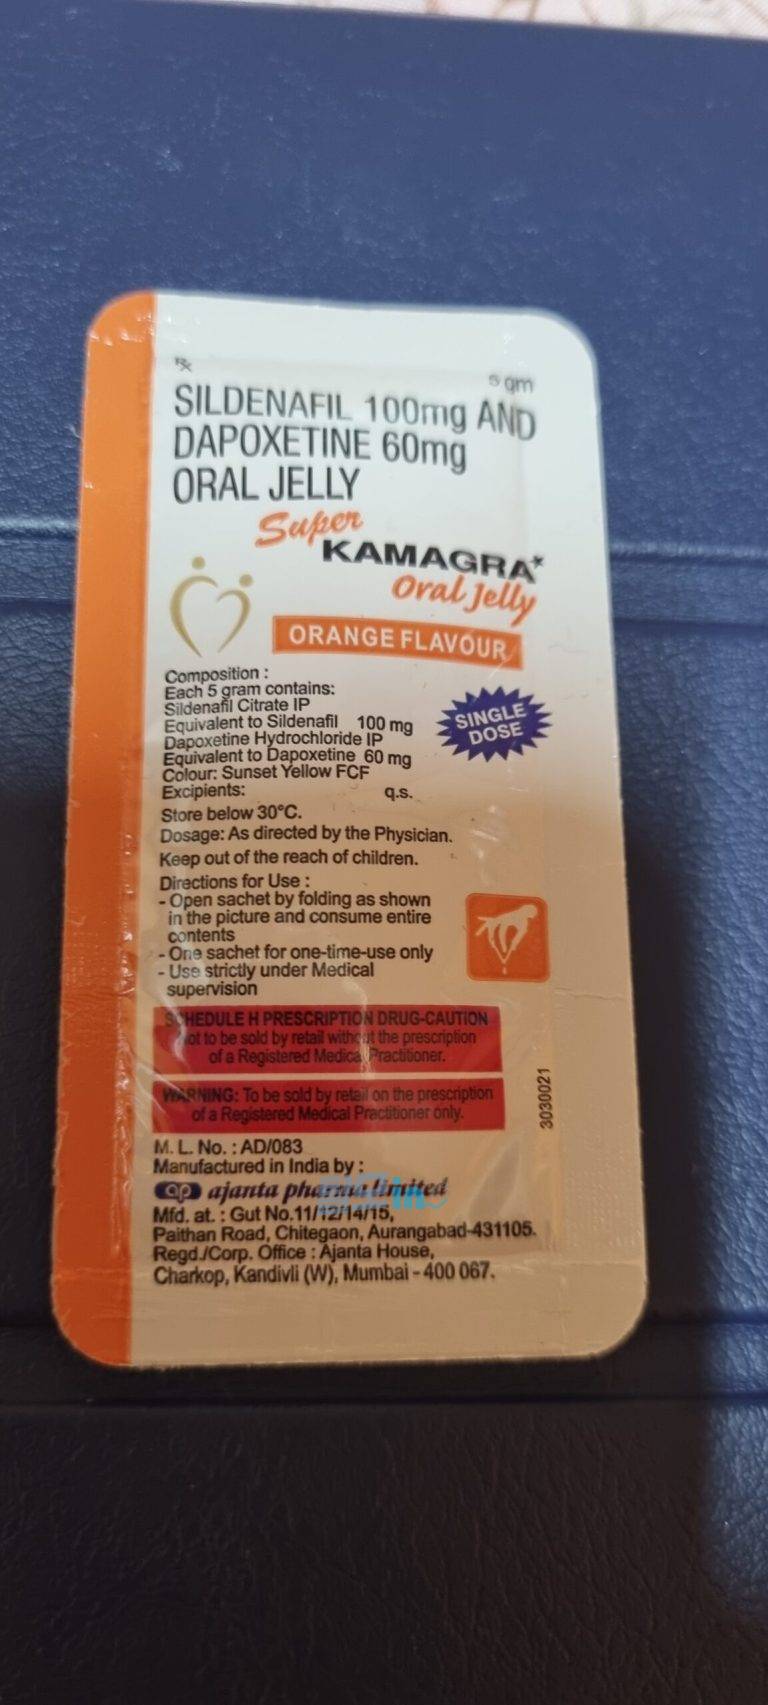 Rx
5 gm
SILDENAFIL 100mg AND
DAPOXETINE 60mg
ORAL JELLY
Super
KAMAGRA*
Oral Jelly
ORANGE FLAVOUR
Composition :
Each 5 gram contains:
Sildenafil Citrate IP
Equivalent to Sildenafil 100 mg
Dapoxetine Hydrochloride IP
Equivalent to Dapoxetine 60 mg
Colour: Sunset Yellow FCF
Excipients: q.s.
SINGLE
DOSE
Store below 30°C.
Dosage: As directed by the Physician.
Keep out of the reach of children.
Directions for Use :
- Open sachet by folding as shown
in the picture and consume entire
contents
- One sachet for one-time-use only
- Use strictly under Medical
supervision
SCHEDULE H PRESCRIPTION DRUG-CAUTION
Not to be sold by retail without the prescription
of a Registered Medical Practitioner.
WARNING: To be sold by retail on the prescription
of a Registered Medical Practitioner only.
3030021
M. L. No. : AD/083
Manufactured in India by :
ap ajanta pharma limited
Mfd. at. : Gut No.11/12/14/15,
Paithan Road, Chitegaon, Aurangabad-431105.
Regd./Corp. Office : Ajanta House,
Charkop, Kandivli (W), Mumbai - 400 067.